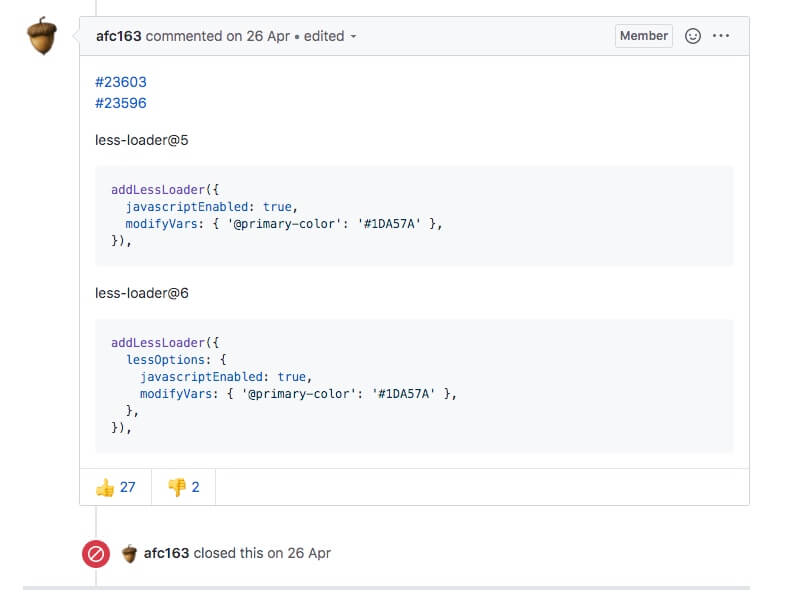 afc163 commented on 26 Apr • edited
Member
#23603
#23596
less-loader@5
addLessLoader({
  javascriptEnabled: true,
  modifyVars: { '@primary-color': '#1DA57A' },
}),
less-loader@6
addLessLoader({
  lessOptions: {
    javascriptEnabled: true,
    modifyVars: { '@primary-color': '#1DA57A' },
  },
}),
👍 27 👎 2
afc163 closed this on 26 Apr